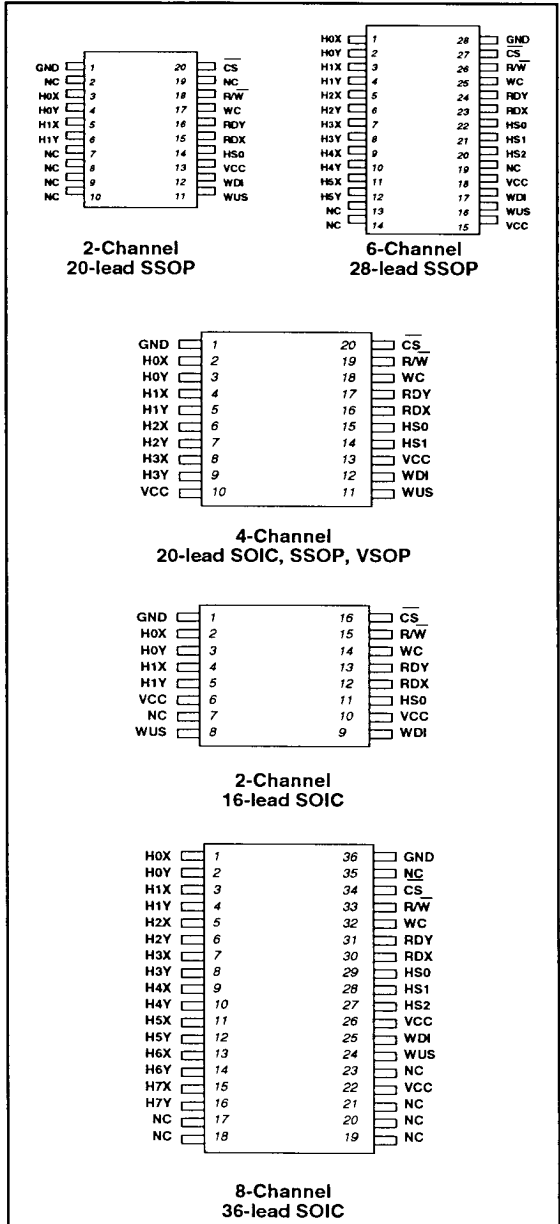 GND 1 20 CS
NC 2 19 NC
H0X 3 18 R/W
H0Y 4 17 WC
H1X 5 16 RDY
H1Y 6 15 RDX
NC 7 14 HS0
NC 8 13 VCC
NC 9 12 WDI
NC 10 11 WUS
2-Channel
20-lead SSOP
H0X 1 28 GND
H0Y 2 27 CS
H1X 3 26 R/W
H1Y 4 25 WC
H2X 5 24 RDY
H2Y 6 23 RDX
H3X 7 22 HS0
H3Y 8 21 HS1
H4X 9 20 HS2
H4Y 10 19 NC
H5X 11 18 VCC
H5Y 12 17 WDI
NC 13 16 WUS
NC 14 15 VCC
6-Channel
28-lead SSOP
GND 1 20 CS
H0X 2 19 R/W
H0Y 3 18 WC
H1X 4 17 RDY
H1Y 5 16 RDX
H2X 6 15 HS0
H2Y 7 14 HS1
H3X 8 13 VCC
H3Y 9 12 WDI
VCC 10 11 WUS
4-Channel
20-lead SOIC, SSOP, VSOP
GND 1 16 CS
H0X 2 15 R/W
H0Y 3 14 WC
H1X 4 13 RDY
H1Y 5 12 RDX
VCC 6 11 HS0
NC 7 10 VCC
WUS 8 9 WDI
2-Channel
16-lead SOIC
H0X 1 36 GND
H0Y 2 35 NC
H1X 3 34 CS
H1Y 4 33 R/W
H2X 5 32 WC
H2Y 6 31 RDY
H3X 7 30 RDX
H3Y 8 29 HS0
H4X 9 28 HS1
H4Y 10 27 HS2
H5X 11 26 VCC
H5Y 12 25 WDI
H6X 13 24 WUS
H6Y 14 23 NC
H7X 15 22 VCC
H7Y 16 21 NC
NC 17 20 NC
NC 18 19 NC
8-Channel
36-lead SOIC